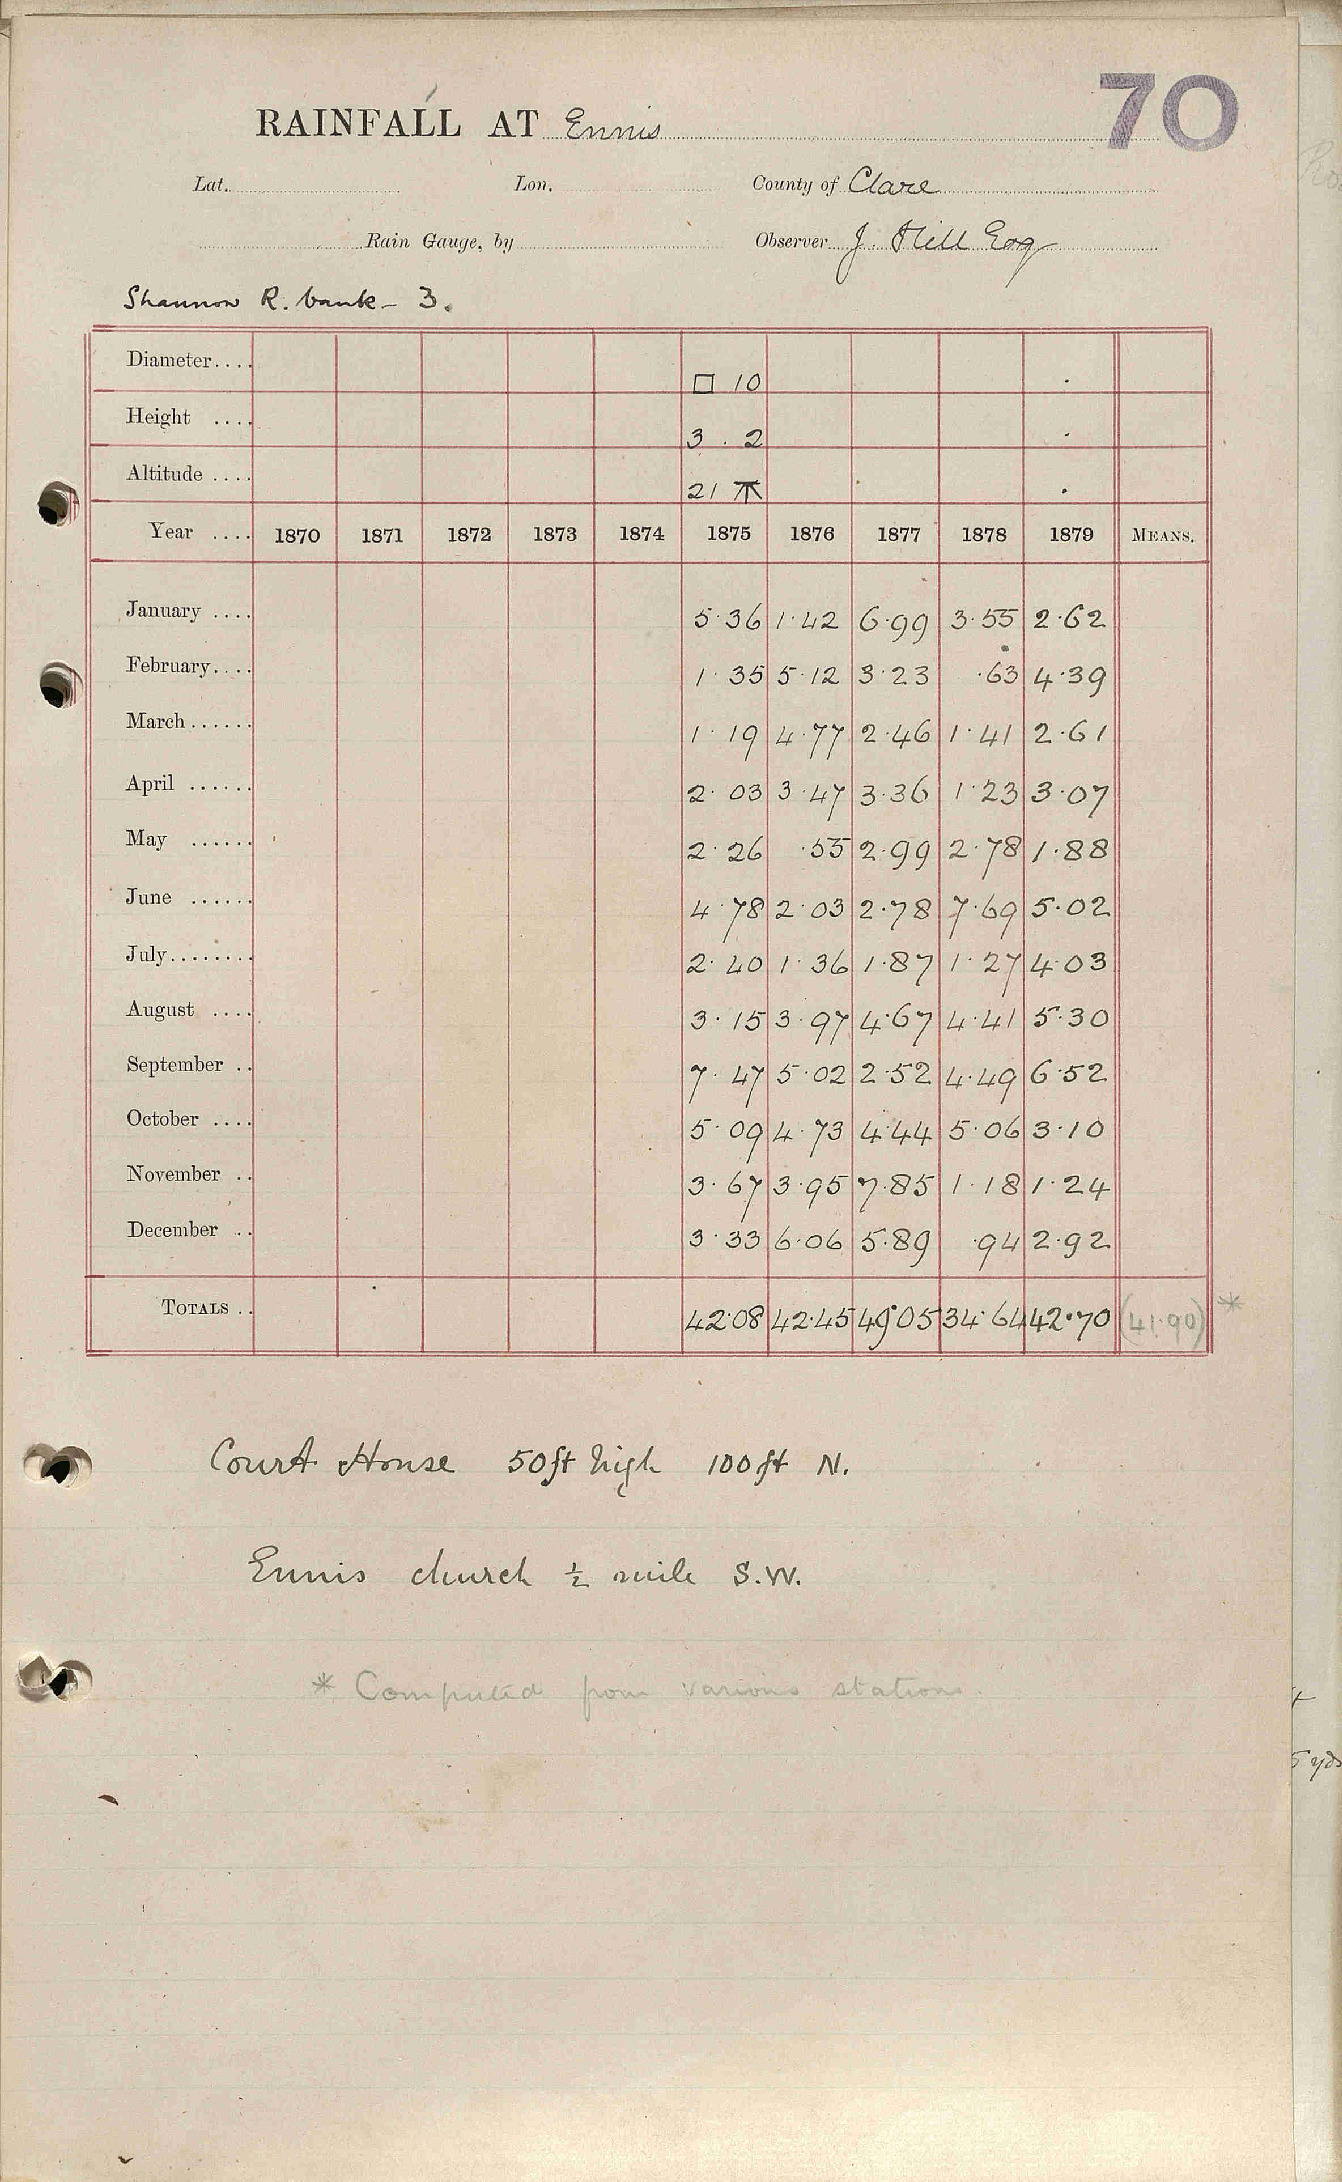 70
RAINFALL AT Ennis
Lat. Lon. County of Clare
Rain Gauge, by Observer J. Hill Esq
Shannon R. bank - 3.
Diameter.... □ 10
Height .... 3 . 2
Altitude .... 21
Year .... 1870 1871 1872 1873 1874 1875 1876 1877 1878 1879 MEANS.
January .... 5·36 1·42 6·99 3·55 2·62
February.... 1·35 5·12 3·23 ·63 4·39
March...... 1·19 4·77 2·46 1·41 2·61
April ...... 2·03 3·47 3·36 1·23 3·07
May ...... 2·26 ·55 2·99 2·78 1·88
June ...... 4·78 2·03 2·78 7·69 5·02
July........ 2·40 1·36 1·87 1·27 4·03
August .... 3·15 3·97 4·67 4·41 5·30
September .. 7·47 5·02 2·52 4·49 6·52
October .... 5·09 4·73 4·44 5·06 3·10
November .. 3·67 3·95 7·85 1·18 1·24
December .. 3·33 6·06 5·89 ·94 2·92
TOTALS .. 42·08 42·45 49·05 34·64 42·70 (41·90) *
Court House 50ft high 100ft N.
Ennis church ½ mile S.W.
* Computed from various stations.
5 yds